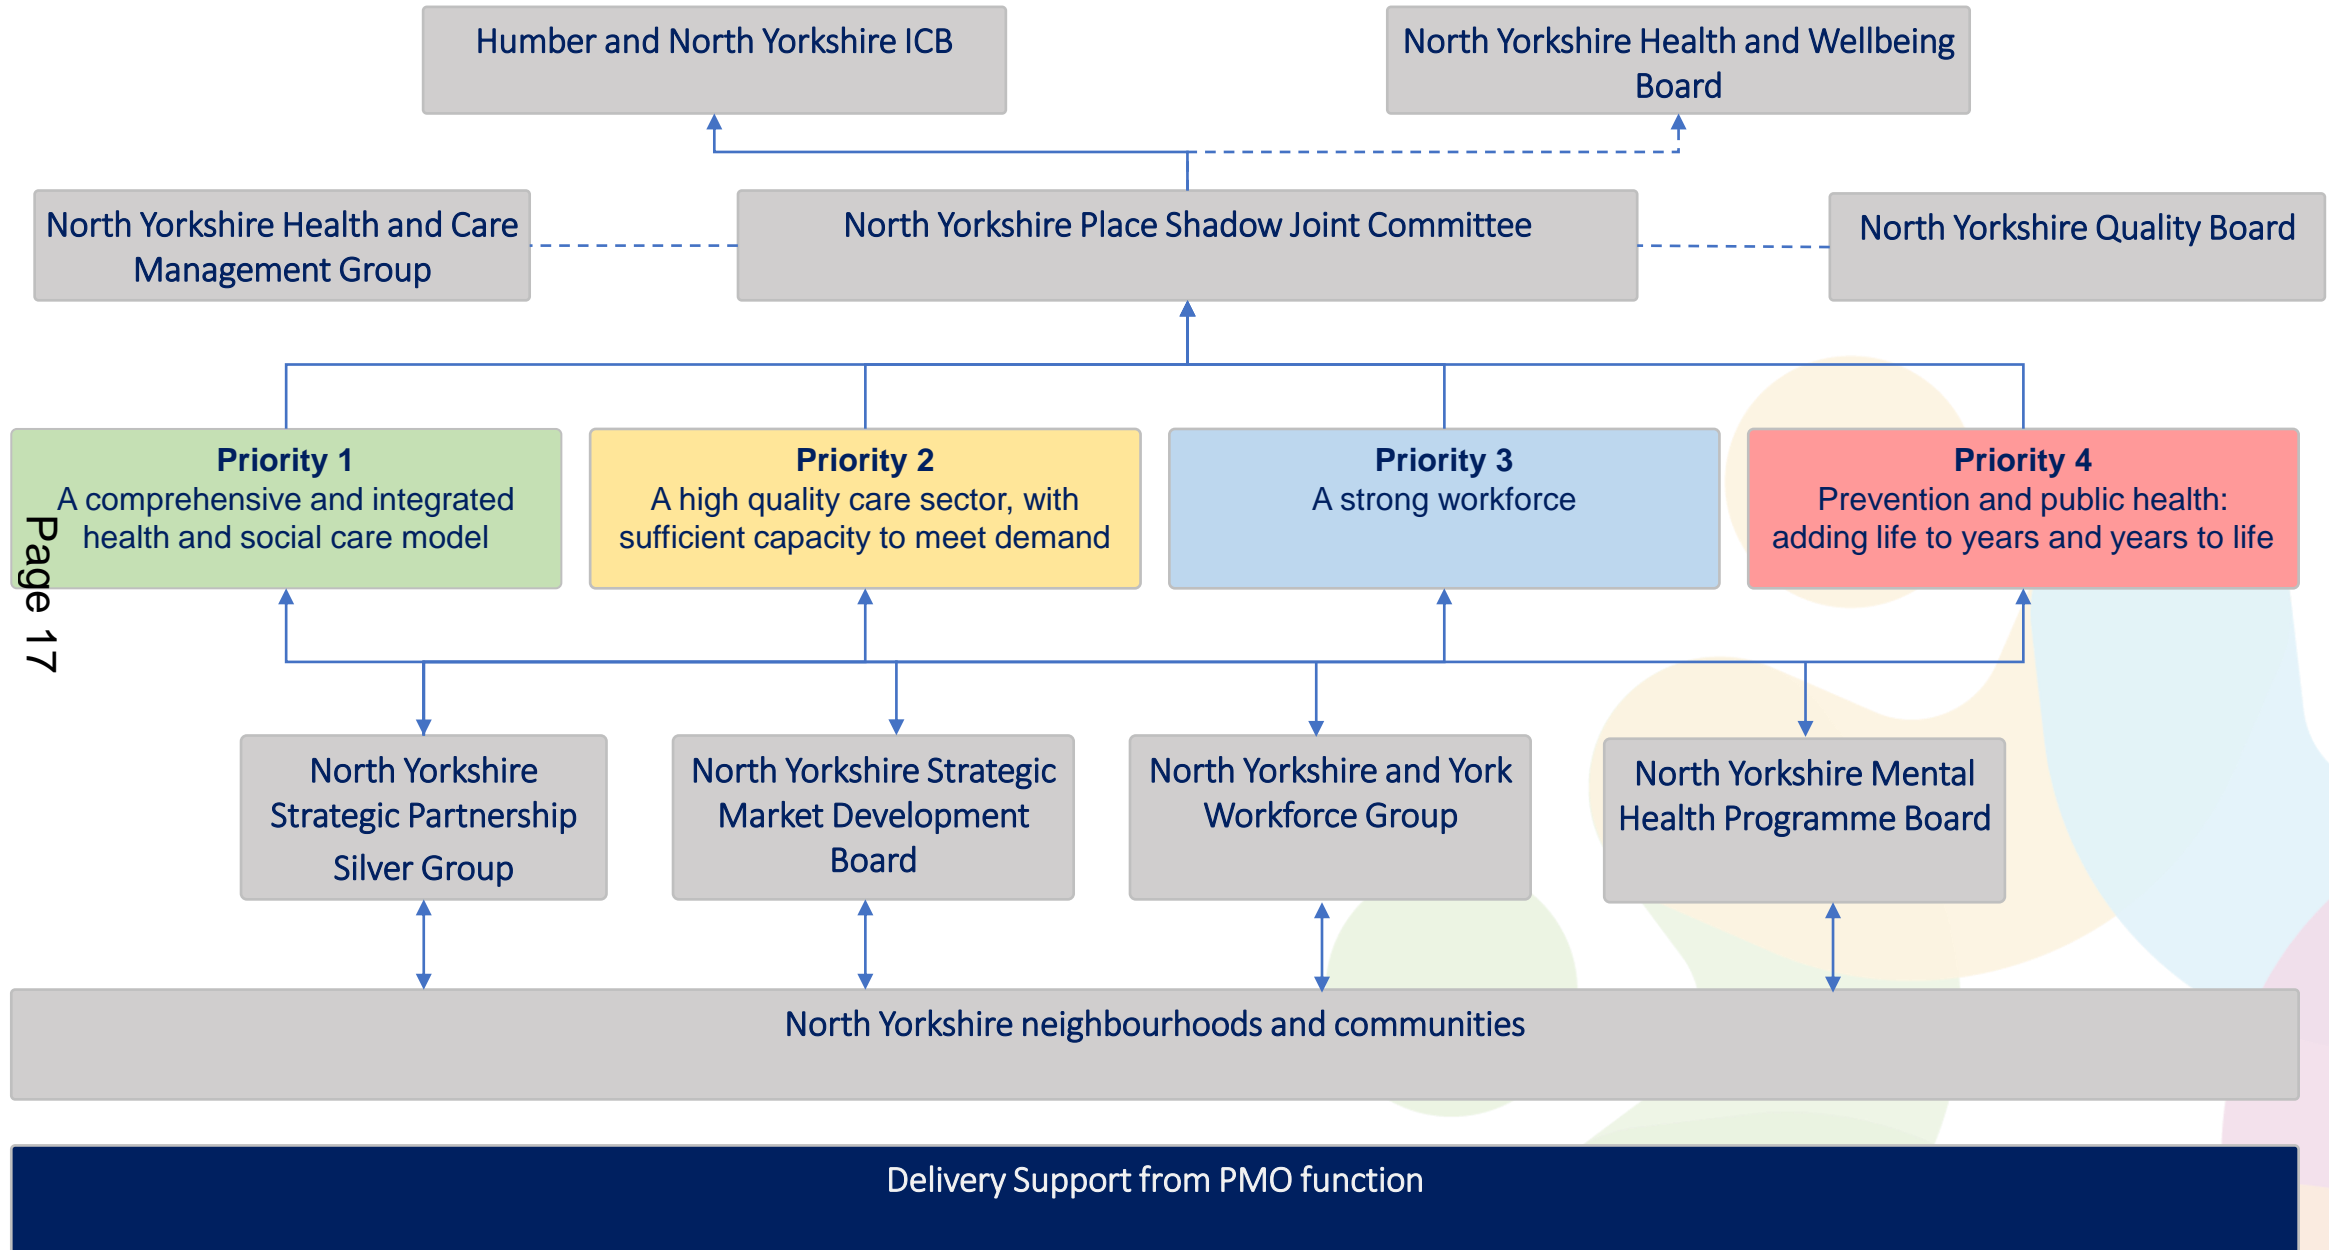 Humber and North Yorkshire ICB
North Yorkshire Health and Wellbeing
Board
North Yorkshire Health and Care
Management Group
North Yorkshire Place Shadow Joint Committee
North Yorkshire Quality Board
Priority 1
A comprehensive and integrated
health and social care model
Priority 2
A high quality care sector, with
sufficient capacity to meet demand
Priority 3
A strong workforce
Priority 4
Prevention and public health:
adding life to years and years to life
Page 17
North Yorkshire
Strategic Partnership
Silver Group
North Yorkshire Strategic
Market Development
Board
North Yorkshire and York
Workforce Group
North Yorkshire Mental
Health Programme Board
North Yorkshire neighbourhoods and communities
Delivery Support from PMO function